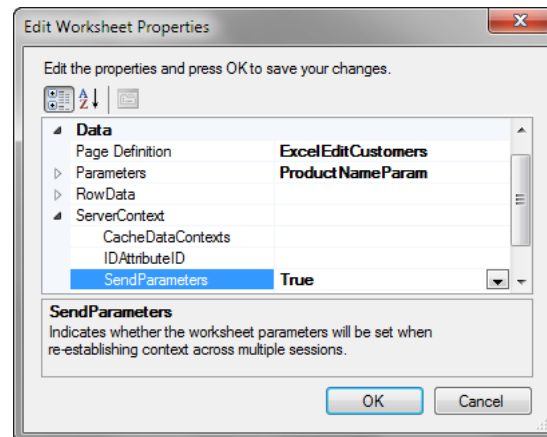 Edit Worksheet Properties
Edit the properties and press OK to save your changes.
Data
Page Definition ExcelEditCustomers
Parameters ProductNameParam
RowData
ServerContext
CacheDataContexts
IDAttributeID
SendParameters True
SendParameters
Indicates whether the worksheet parameters will be set when
re-establishing context across multiple sessions.
OK Cancel